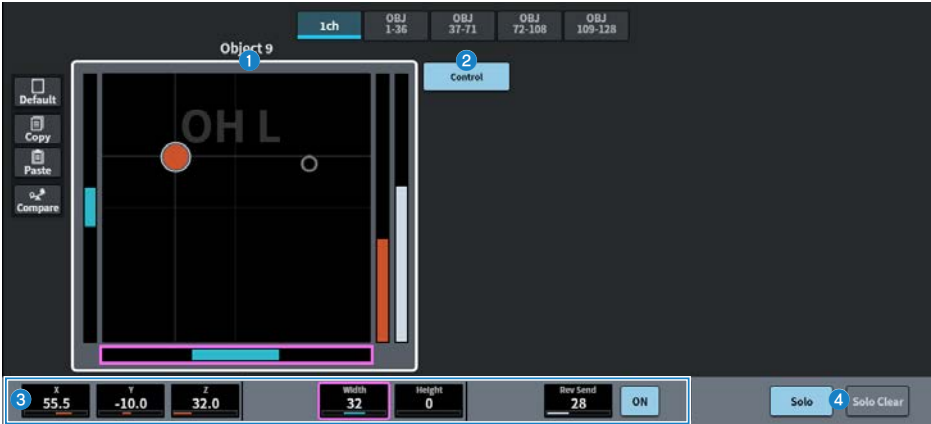 1ch
OBJ
1-36
OBJ
37-71
OBJ
72-108
OBJ
109-128
Object 9
1
2
Control
Default
Copy
Paste
Compare
OH L
3
X
55.5
Y
-10.0
Z
32.0
Width
32
Height
0
Rev Send
28
ON
Solo
4
Solo Clear